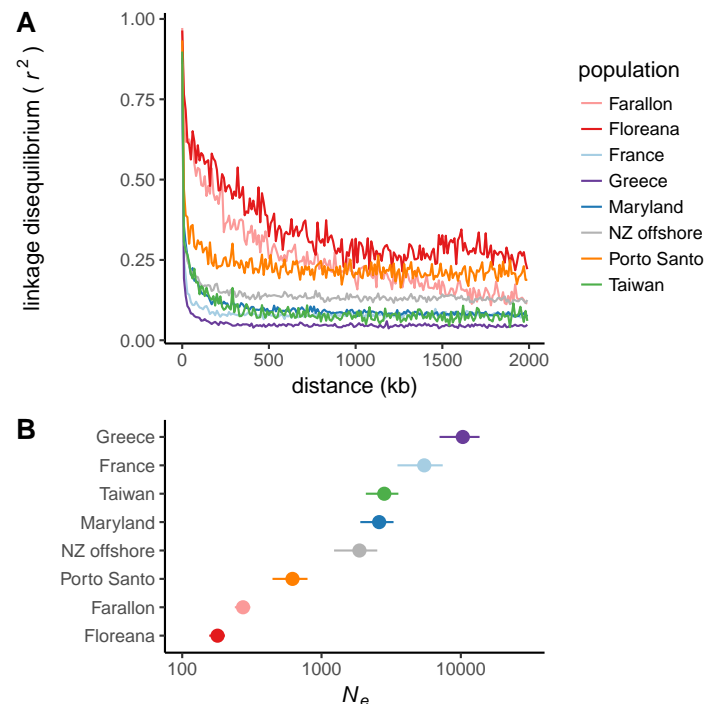 A
linkage disequilibrium ( r ² )
1.00
0.75
0.50
0.25
0.00
0
500
1000
1500
2000
distance (kb)
population
Farallon
Floreana
France
Greece
Maryland
NZ offshore
Porto Santo
Taiwan
B
Greece
France
Taiwan
Maryland
NZ offshore
Porto Santo
Farallon
Floreana
100
1000
10000
Nₑ